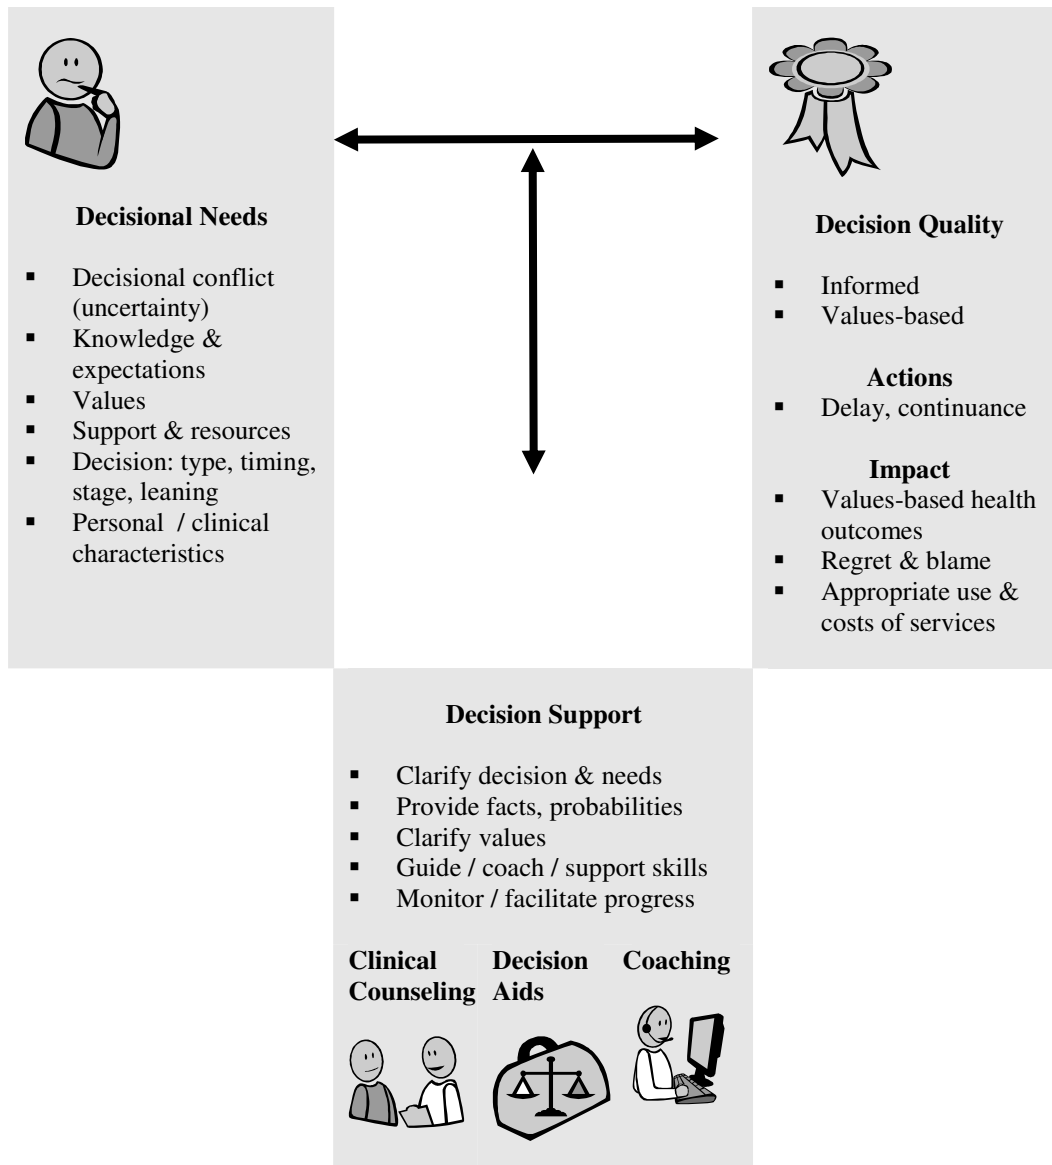 Decisional Needs
▪ Decisional conflict
(uncertainty)
▪ Knowledge &
expectations
▪ Values
▪ Support & resources
▪ Decision: type, timing,
stage, leaning
▪ Personal / clinical
characteristics
Decision Quality
▪ Informed
▪ Values-based
Actions
▪ Delay, continuance
Impact
▪ Values-based health
outcomes
▪ Regret & blame
▪ Appropriate use &
costs of services
Decision Support
▪ Clarify decision & needs
▪ Provide facts, probabilities
▪ Clarify values
▪ Guide / coach / support skills
▪ Monitor / facilitate progress
Clinical
Counseling
Decision
Aids
Coaching